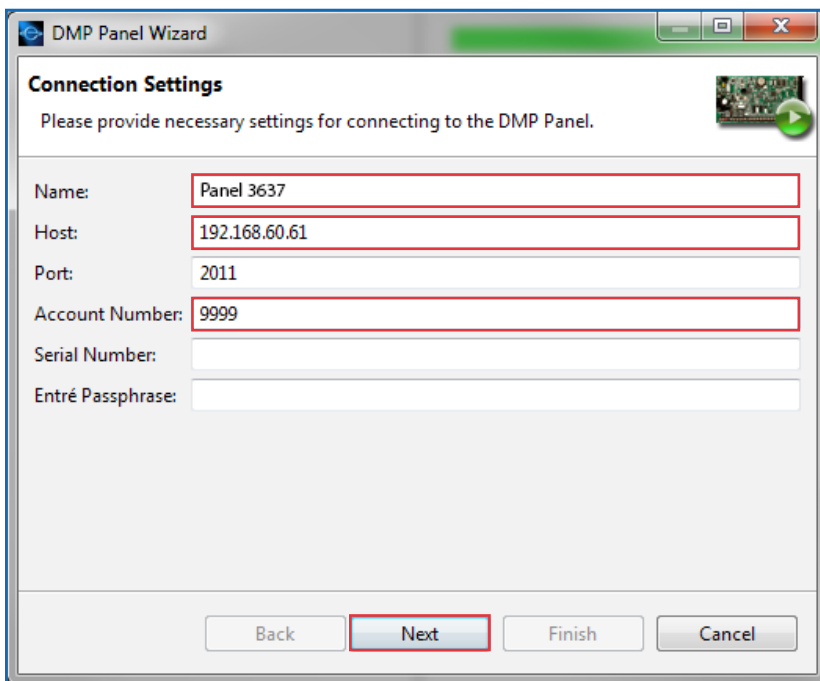 DMP Panel Wizard
Connection Settings
Please provide necessary settings for connecting to the DMP Panel.
Name: Panel 3637
Host: 192.168.60.61
Port: 2011
Account Number: 9999
Serial Number:
Entré Passphrase:
Back Next Finish Cancel